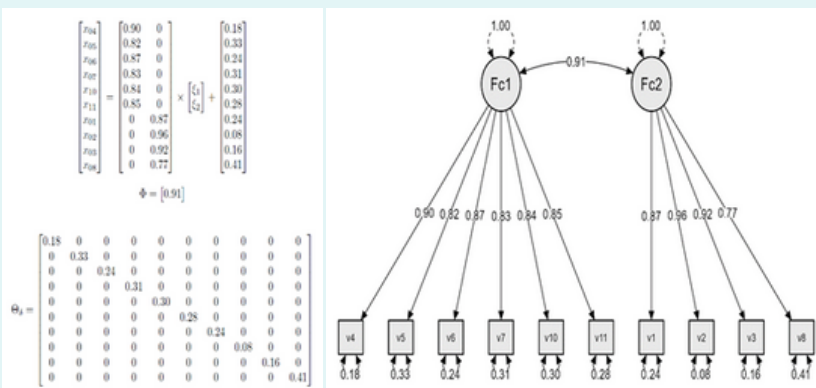 x04 0.90 0 0.18
x05 0.82 0 0.33
x06 0.87 0 0.24
x07 0.83 0 0.31
x10 = 0.84 0 × ξ1 + 0.30
x11 0.85 0 ξ2 0.28
x01 0 0.87 0.24
x02 0 0.96 0.08
x03 0 0.92 0.16
x08 0 0.77 0.41
Φ = [0.91]
0.18 0 0 0 0 0 0 0 0 0
0 0.33 0 0 0 0 0 0 0 0
0 0 0.24 0 0 0 0 0 0 0
0 0 0 0.31 0 0 0 0 0 0
Θδ = 0 0 0 0 0.30 0 0 0 0 0
0 0 0 0 0 0.28 0 0 0 0
0 0 0 0 0 0 0.24 0 0 0
0 0 0 0 0 0 0 0.08 0 0
0 0 0 0 0 0 0 0 0.16 0
0 0 0 0 0 0 0 0 0 0.41
1.00 1.00
0.91
Fc1 Fc2
0.90 0.82 0.87 0.83 0.84 0.85 0.87 0.96 0.92 0.77
v4 v5 v6 v7 v10 v11 v1 v2 v3 v8
0.18 0.33 0.24 0.31 0.30 0.28 0.24 0.08 0.16 0.41